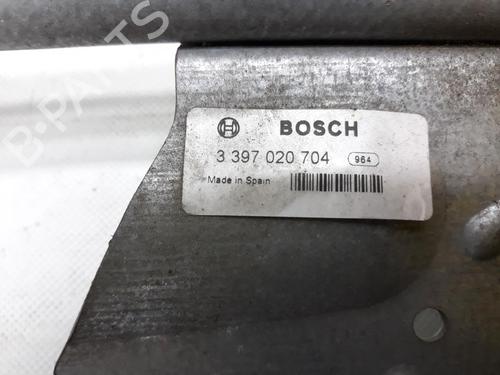 BOSCH
3 397 020 704 964
Made in Spain
B-PARTS